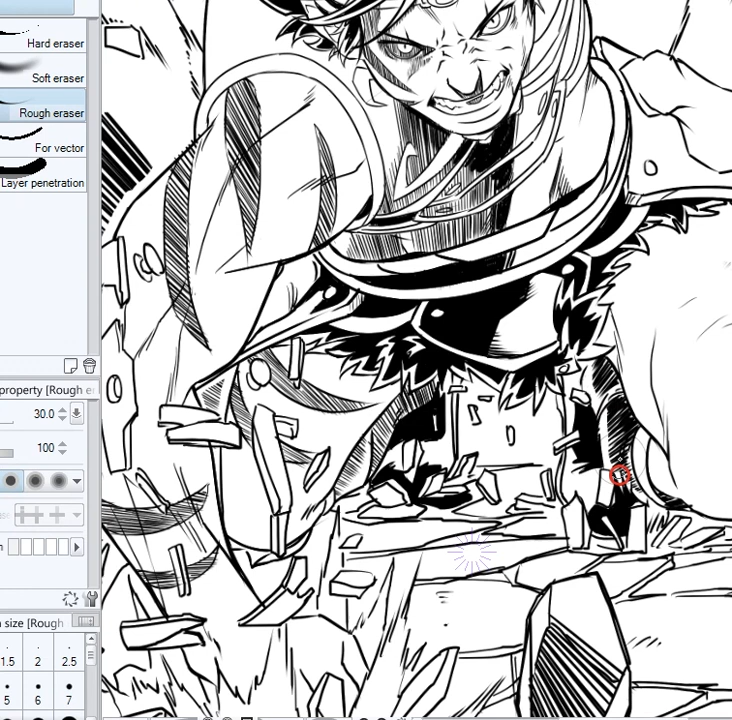 Hard eraser
Soft eraser
Rough eraser
For vector
Layer penetration
property [Rough er
30.0
100
n size [Rough
1.5 2 2.5
5 6 7